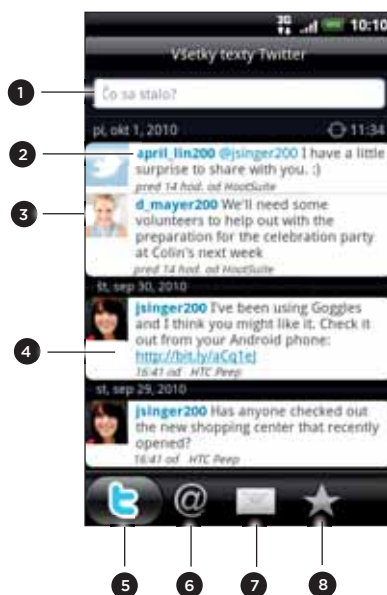 3G 10:10
Všetky texty Twitter
1
Čo sa stalo?
pi, okt 1, 2010 11:34
2
april_lin200 @jsinger200 I have a little
surprise to share with you. :)
pred 14 hod. od HootSuite
3
d_mayer200 We'll need some
volunteers to help out with the
preparation for the celebration party
at Colin's next week
pred 14 hod. od HootSuite
št, sep 30, 2010
jsinger200 I've been using Goggles
and I think you might like it. Check it
4
out from your Android phone:
http://bit.ly/aCq1eJ
16:41 od HTC Peep
st, sep 29, 2010
jsinger200 Has anyone checked out
the new shopping center that recently
opened?
16:41 od HTC Peep
@
5 6 7 8